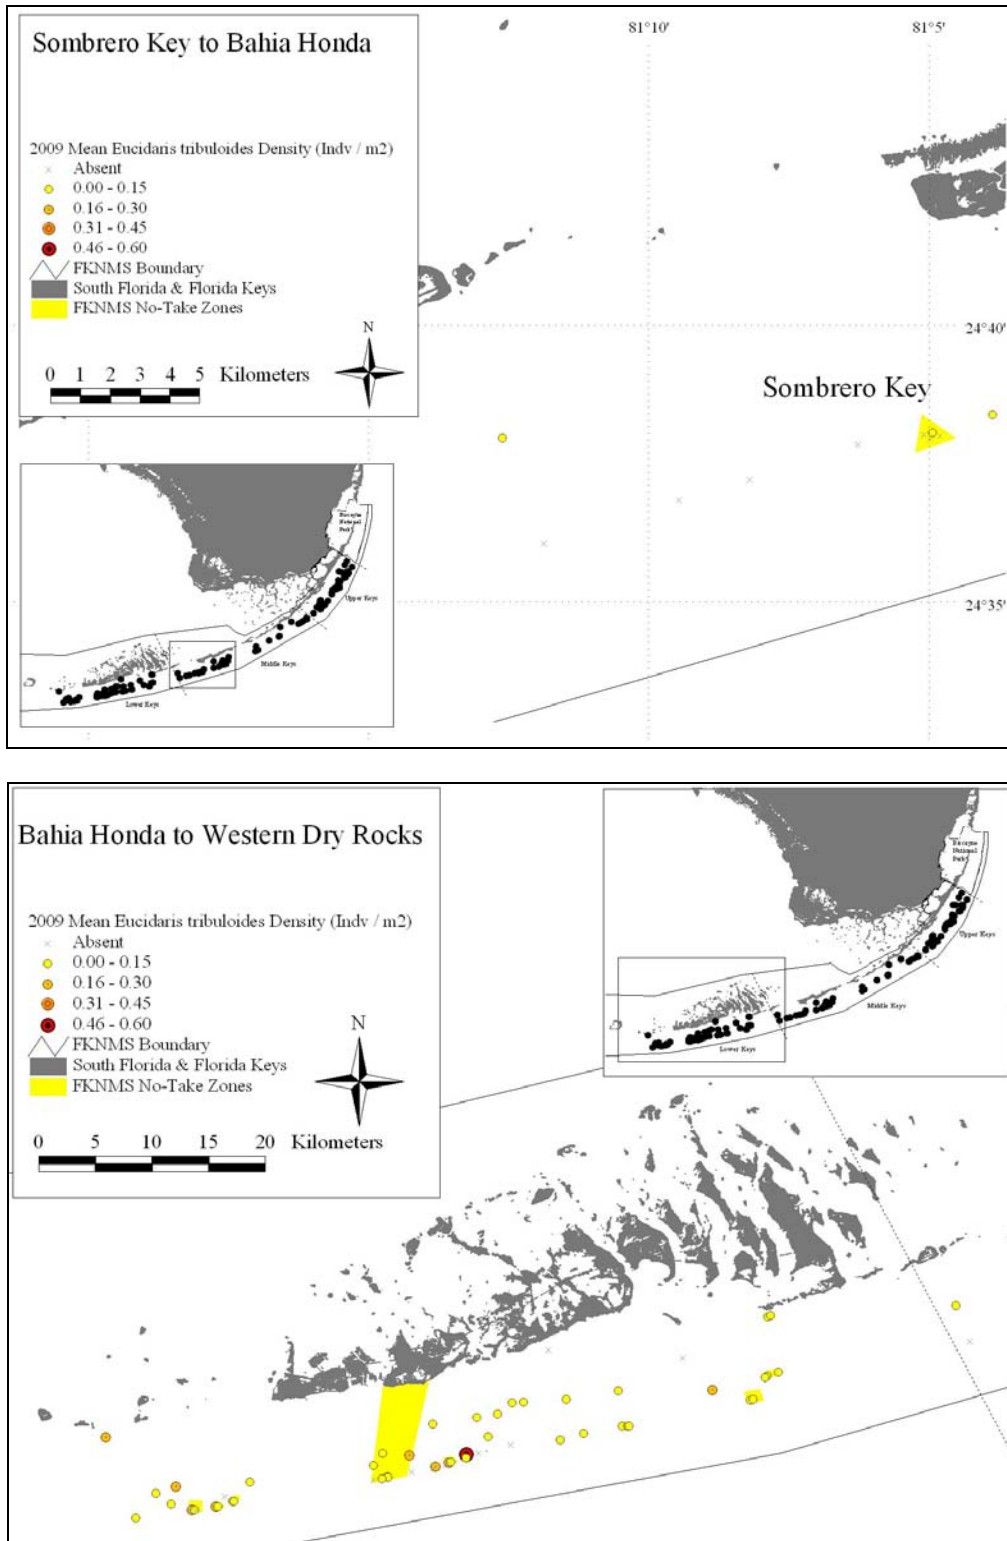 Sombrero Key to Bahia Honda
81°10'
81°5'
2009 Mean Eucidaris tribuloides Density (Indv / m2)
Absent
0.00 - 0.15
0.16 - 0.30
0.31 - 0.45
0.46 - 0.60
FKNMS Boundary
South Florida & Florida Keys
FKNMS No-Take Zones
N
0 1 2 3 4 5 Kilometers
24°40'
Sombrero Key
24°35'
Biscayne
National
Park
Upper Keys
Middle Keys
Lower Keys
Bahia Honda to Western Dry Rocks
2009 Mean Eucidaris tribuloides Density (Indv / m2)
Absent
0.00 - 0.15
0.16 - 0.30
0.31 - 0.45
0.46 - 0.60
FKNMS Boundary
South Florida & Florida Keys
FKNMS No-Take Zones
N
0 5 10 15 20 Kilometers
Biscayne
National
Park
Upper Keys
Middle Keys
Lower Keys